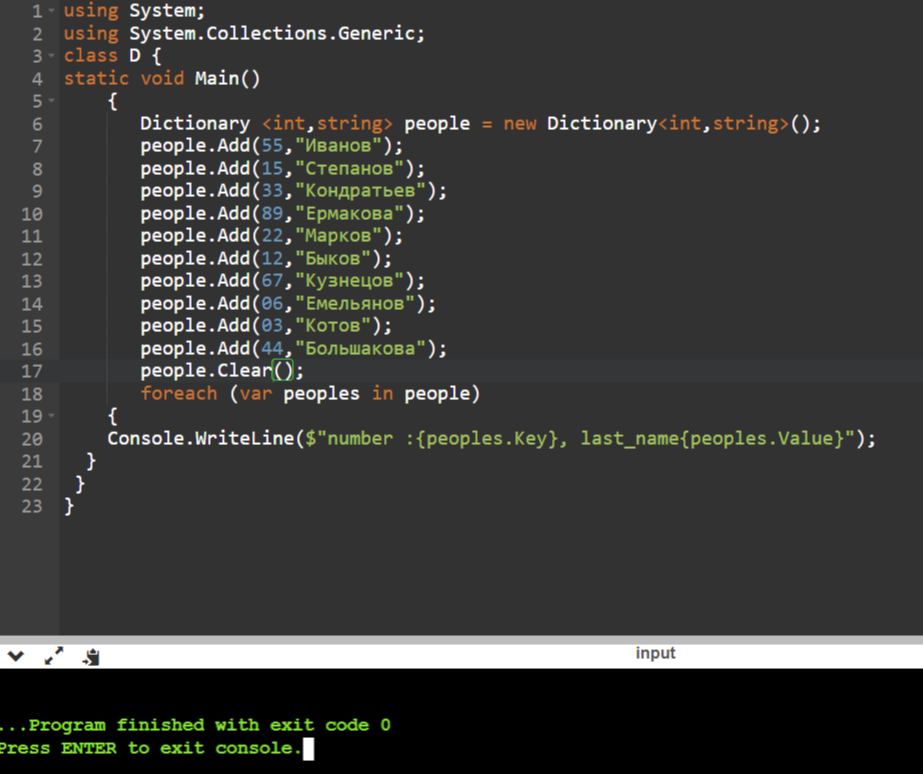 1 using System;
2 using System.Collections.Generic;
3 class D {
4 static void Main()
5 {
6 Dictionary <int,string> people = new Dictionary<int,string>();
7 people.Add(55,"Иванов");
8 people.Add(15,"Степанов");
9 people.Add(33,"Кондратьев");
10 people.Add(89,"Ермакова");
11 people.Add(22,"Марков");
12 people.Add(12,"Быков");
13 people.Add(67,"Кузнецов");
14 people.Add(06,"Емельянов");
15 people.Add(03,"Котов");
16 people.Add(44,"Большакова");
17 people.Clear();
18 foreach (var peoples in people)
19 {
20 Console.WriteLine($"number :{peoples.Key}, last_name{peoples.Value}");
21 }
22 }
23 }
input
...Program finished with exit code 0
Press ENTER to exit console.